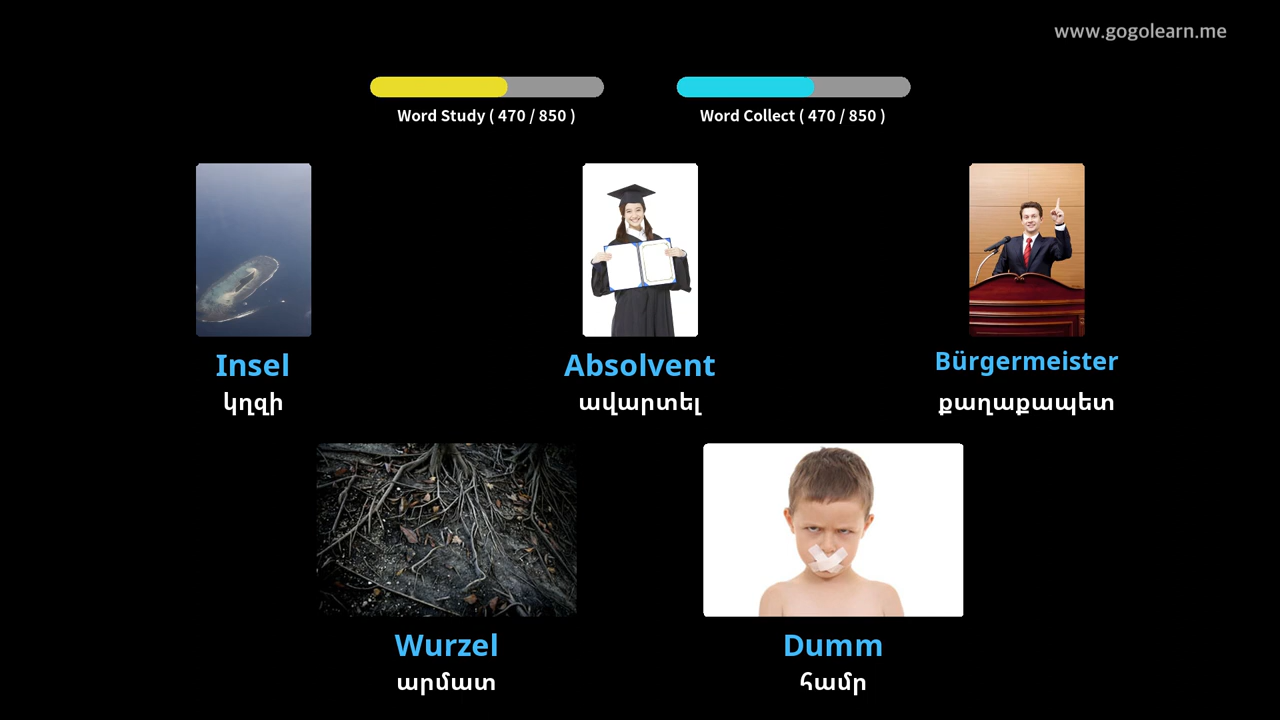 www.gogolearn.me
Word Study ( 470 / 850 )
Word Collect ( 470 / 850 )
Insel
կղզի
Absolvent
ավարտել
Bürgermeister
քաղաքապետ
Wurzel
արմատ
Dumm
համր